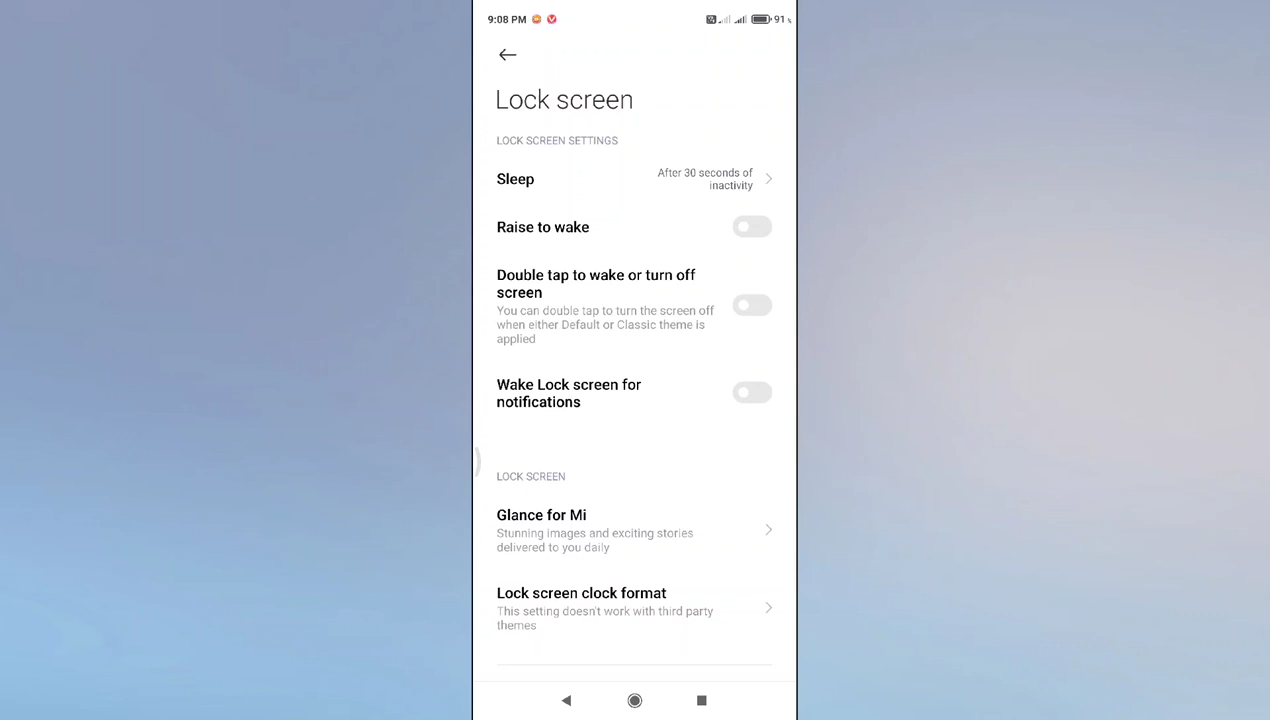 9:08 PM
91
Lock screen
LOCK SCREEN SETTINGS
Sleep
After 30 seconds of
inactivity
Raise to wake
Double tap to wake or turn off
screen
You can double tap to turn the screen off
when either Default or Classic theme is
applied
Wake Lock screen for
notifications
LOCK SCREEN
Glance for Mi
Stunning images and exciting stories
delivered to you daily
Lock screen clock format
This setting doesn't work with third party
themes